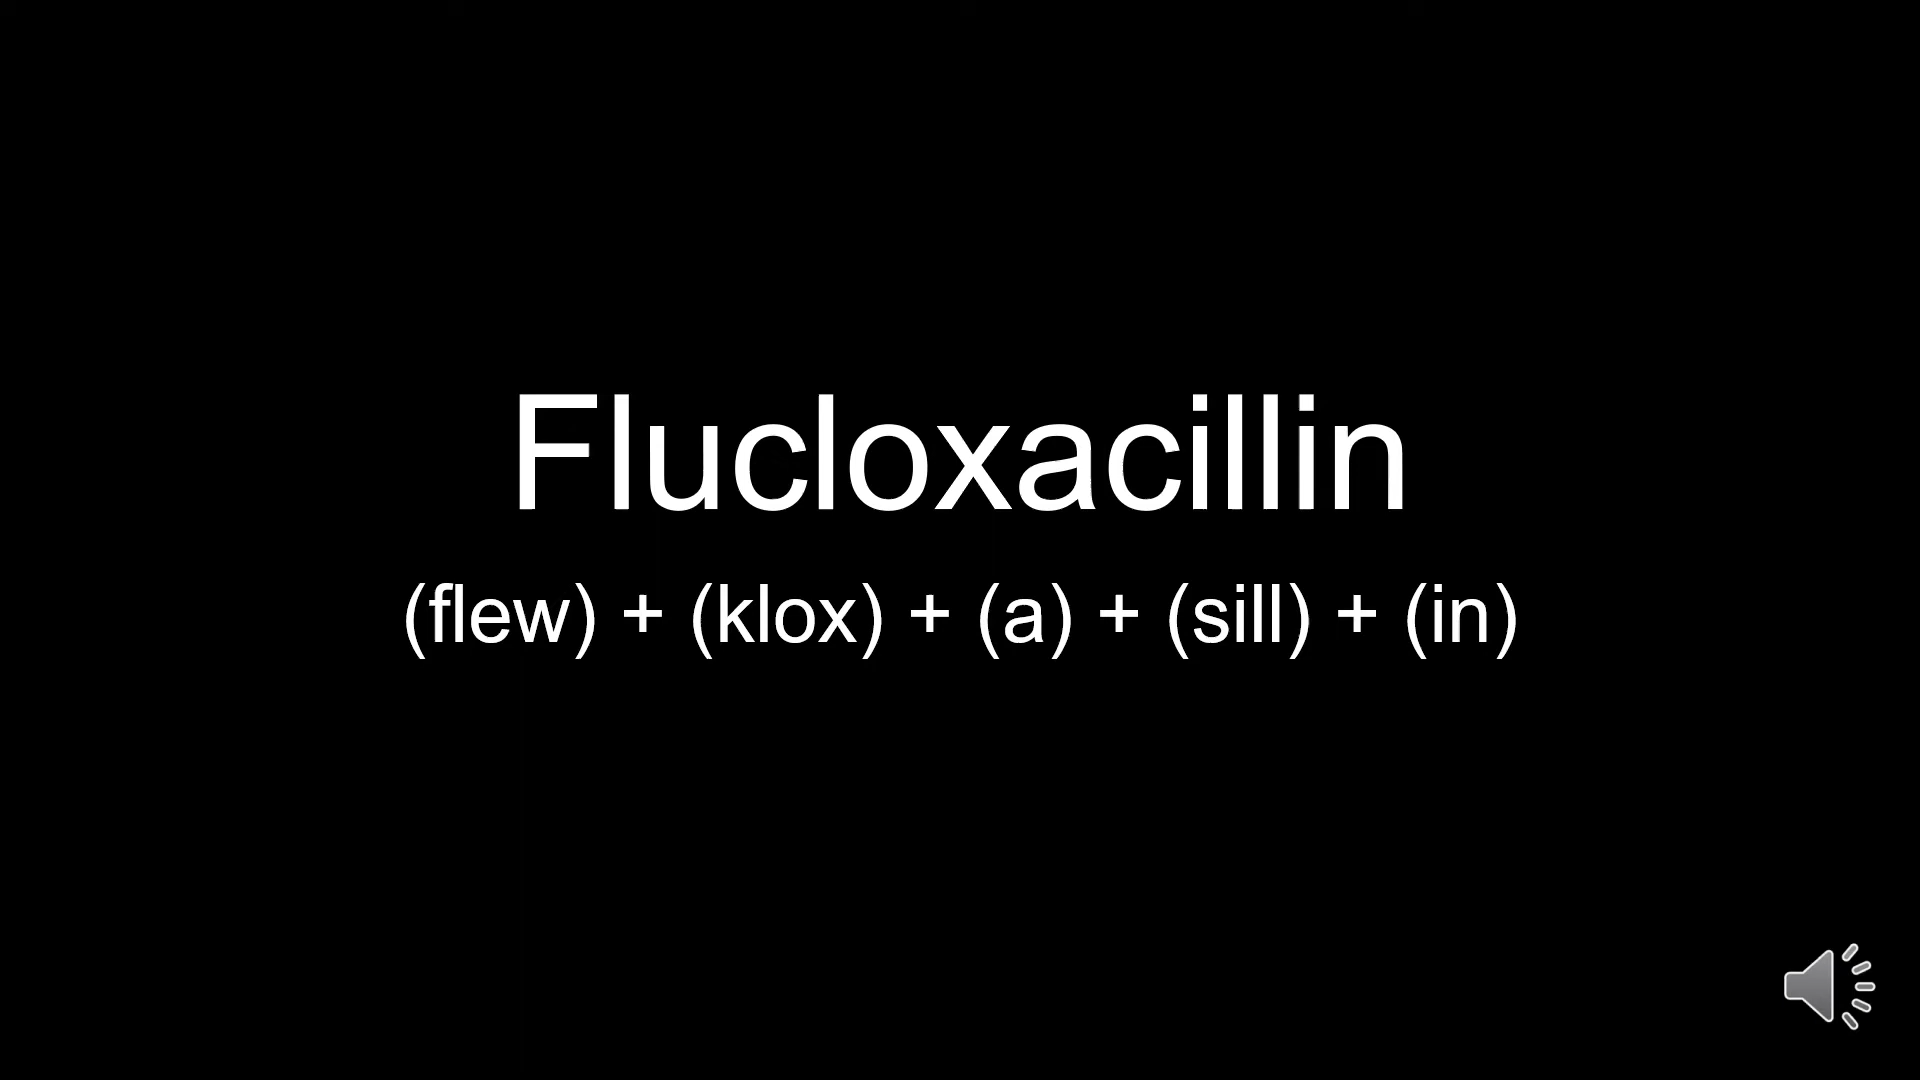 Flucloxacillin
(flew) + (klox) + (a) + (sill) + (in)